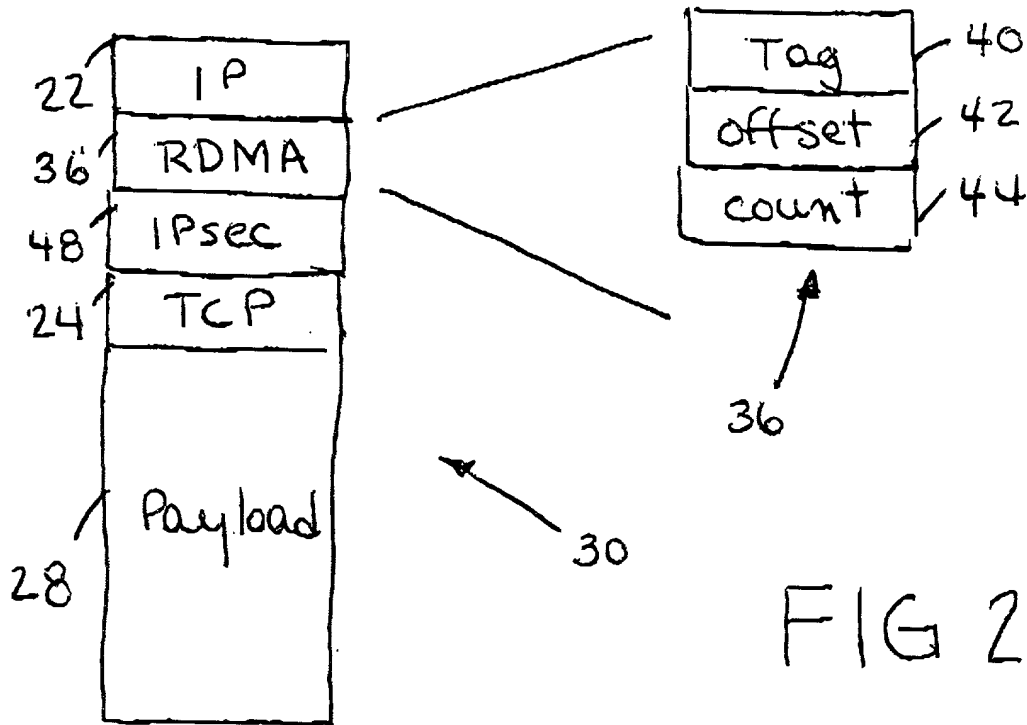 22
IP
36
RDMA
48
IPsec
24
TCP
28
Payload
30
Tag
40
offset
42
count
44
36
FIG 2